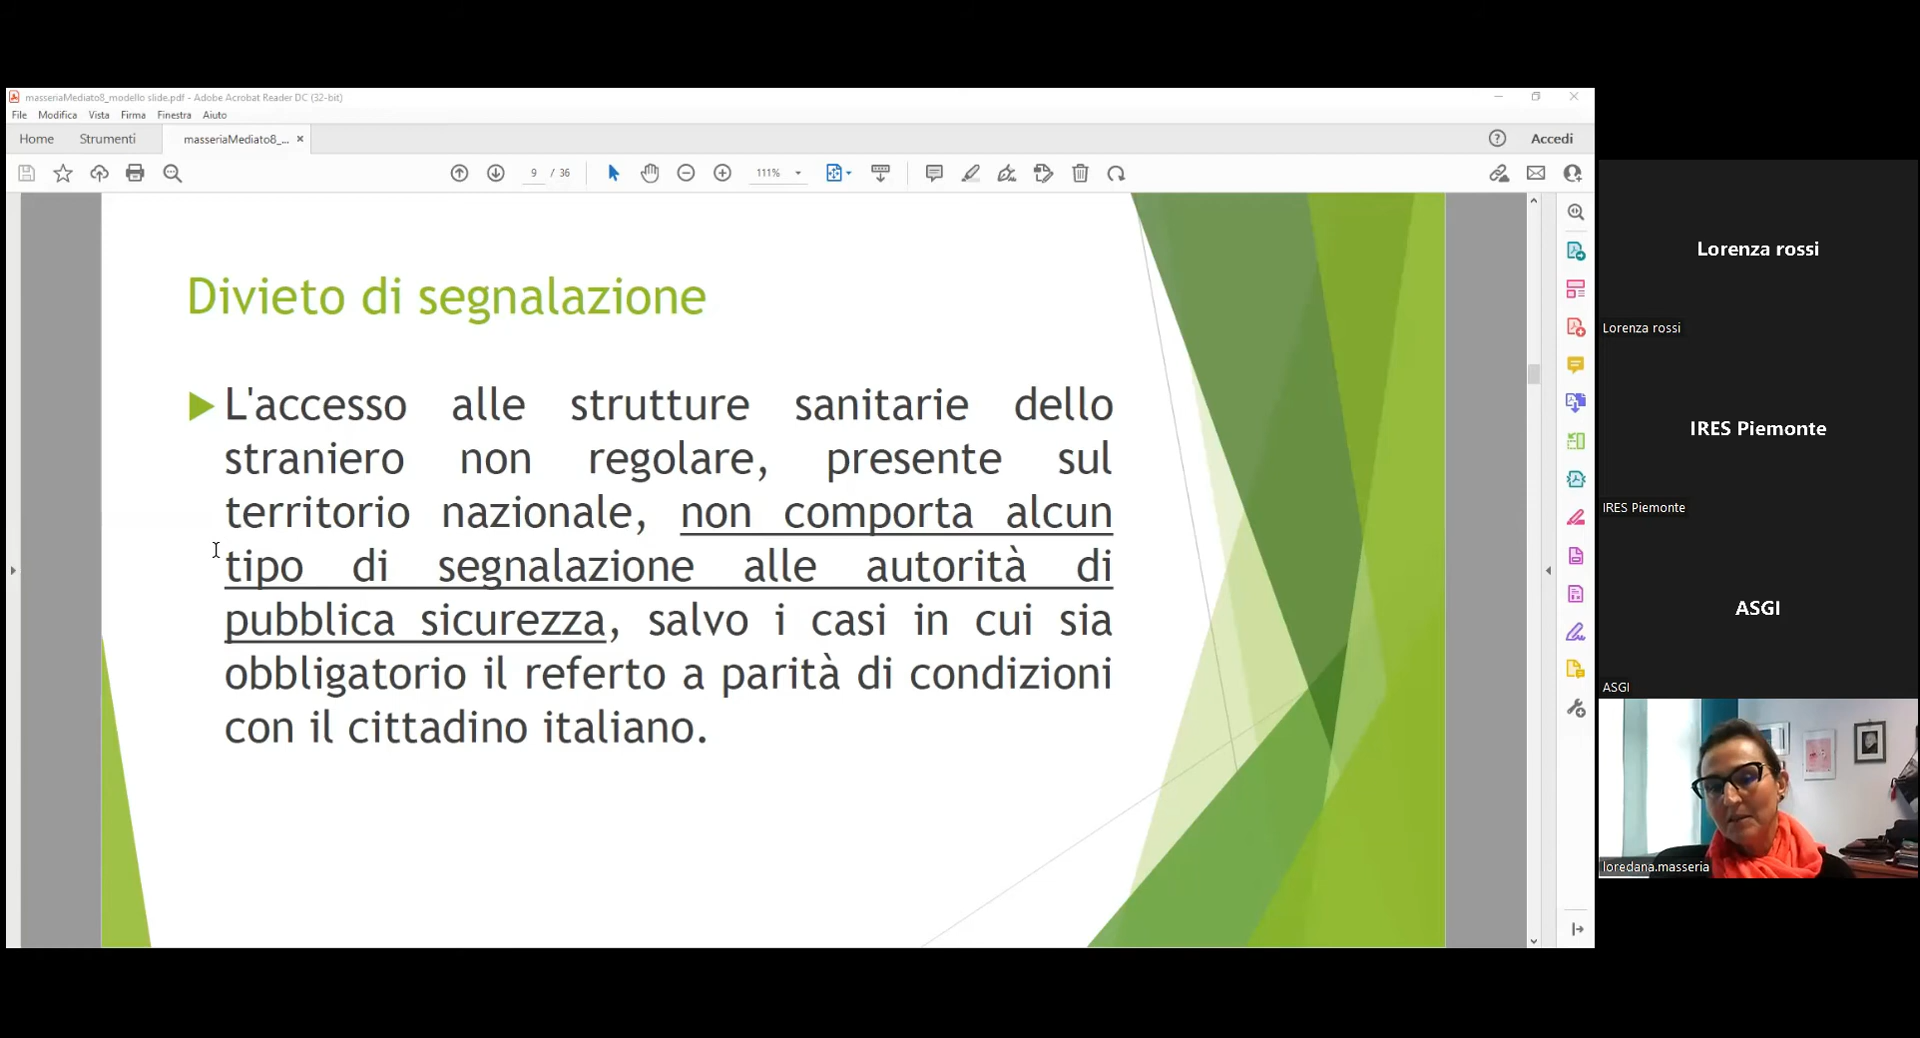 masseriaMediato8_modello slide.pdf - Adobe Acrobat Reader DC (32-bit)
File Modifica Vista Firma Finestra Aiuto
Home Strumenti masseriaMediato8_... × Accedi
9 / 36 111%
Divieto di segnalazione
L'accesso alle strutture sanitarie dello
straniero non regolare, presente sul
territorio nazionale, non comporta alcun
tipo di segnalazione alle autorità di
pubblica sicurezza, salvo i casi in cui sia
obbligatorio il referto a parità di condizioni
con il cittadino italiano.
Lorenza rossi
Lorenza rossi
IRES Piemonte
IRES Piemonte
ASGI
ASGI
loredana.masseria